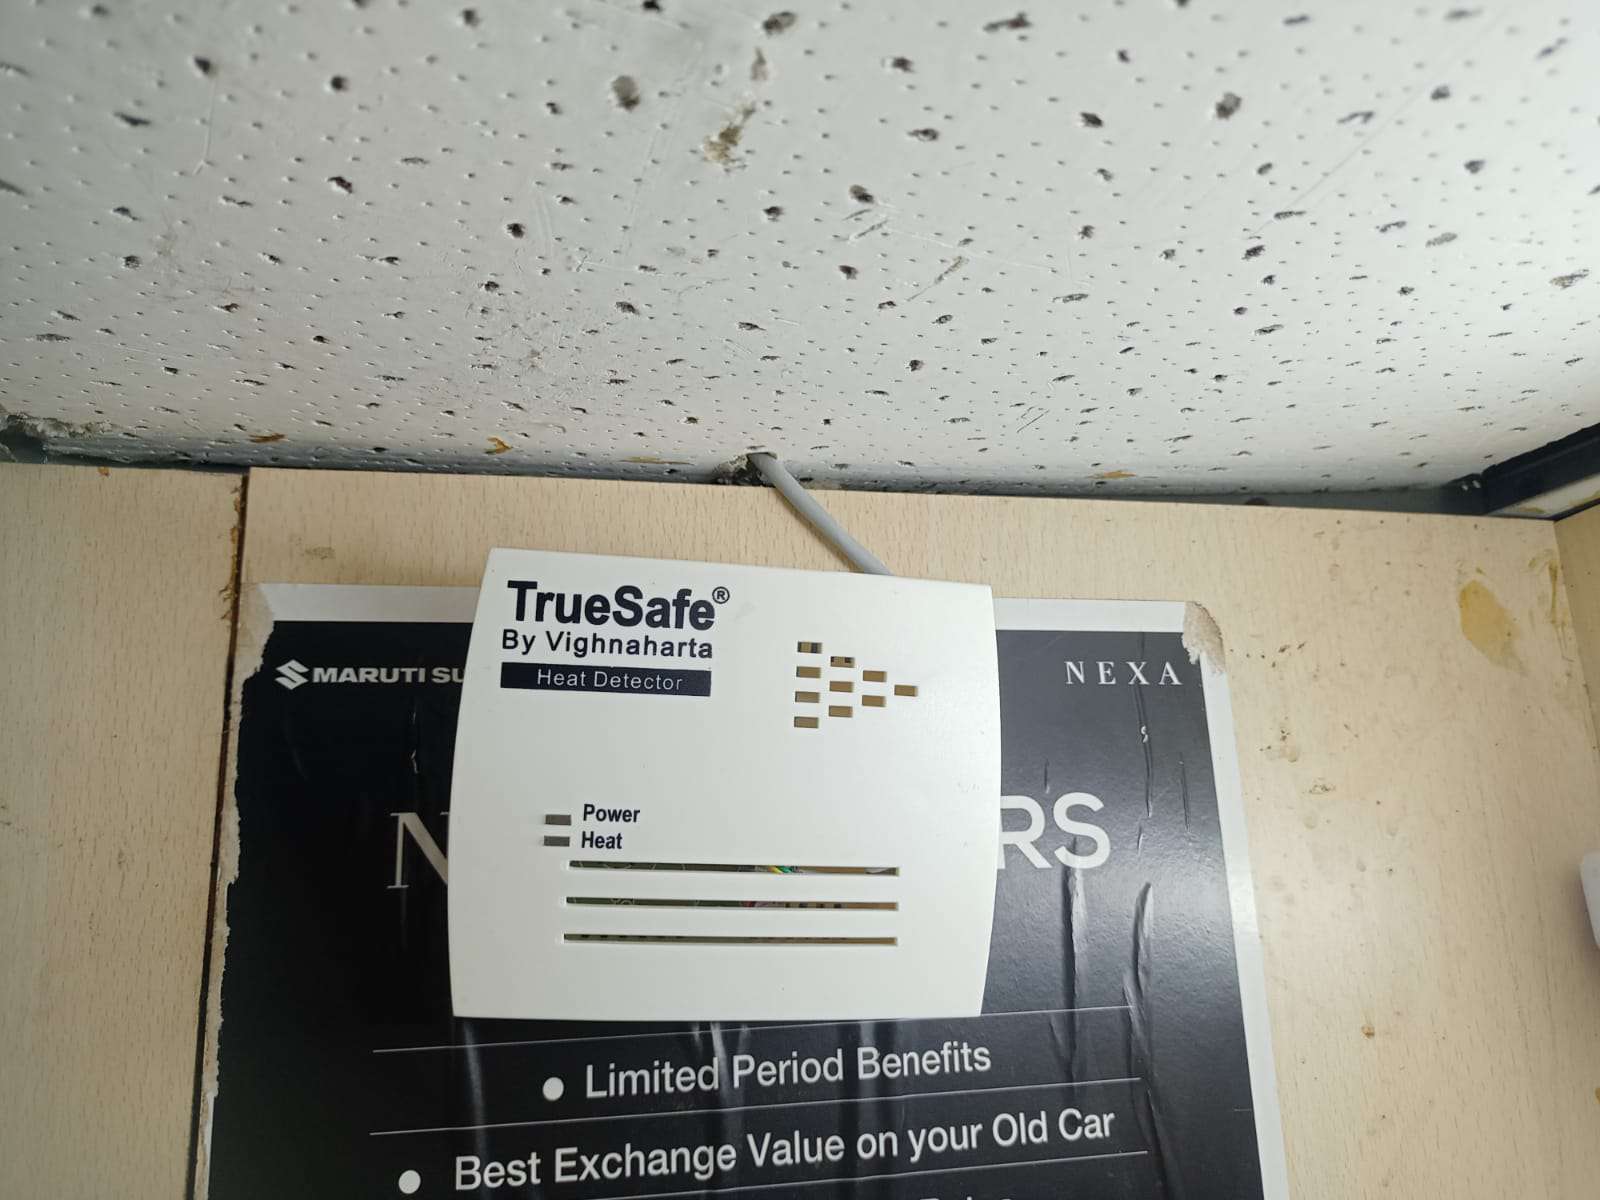 TrueSafe®
By Vighnaharta
Heat Detector
MARUTI SU
NEXA
Power
Heat
N
RS
Limited Period Benefits
Best Exchange Value on your Old Car